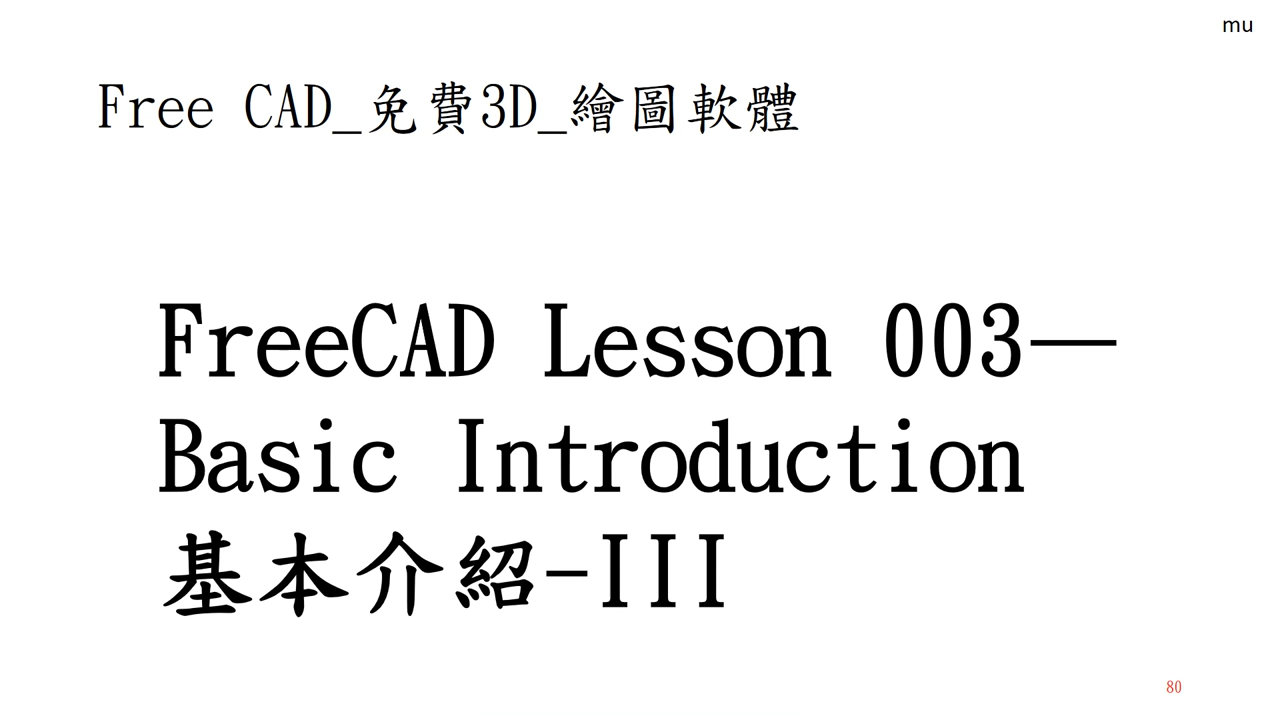 mu
Free CAD_免費3D_繪圖軟體
FreeCAD Lesson 003—
Basic Introduction
基本介紹-III
80